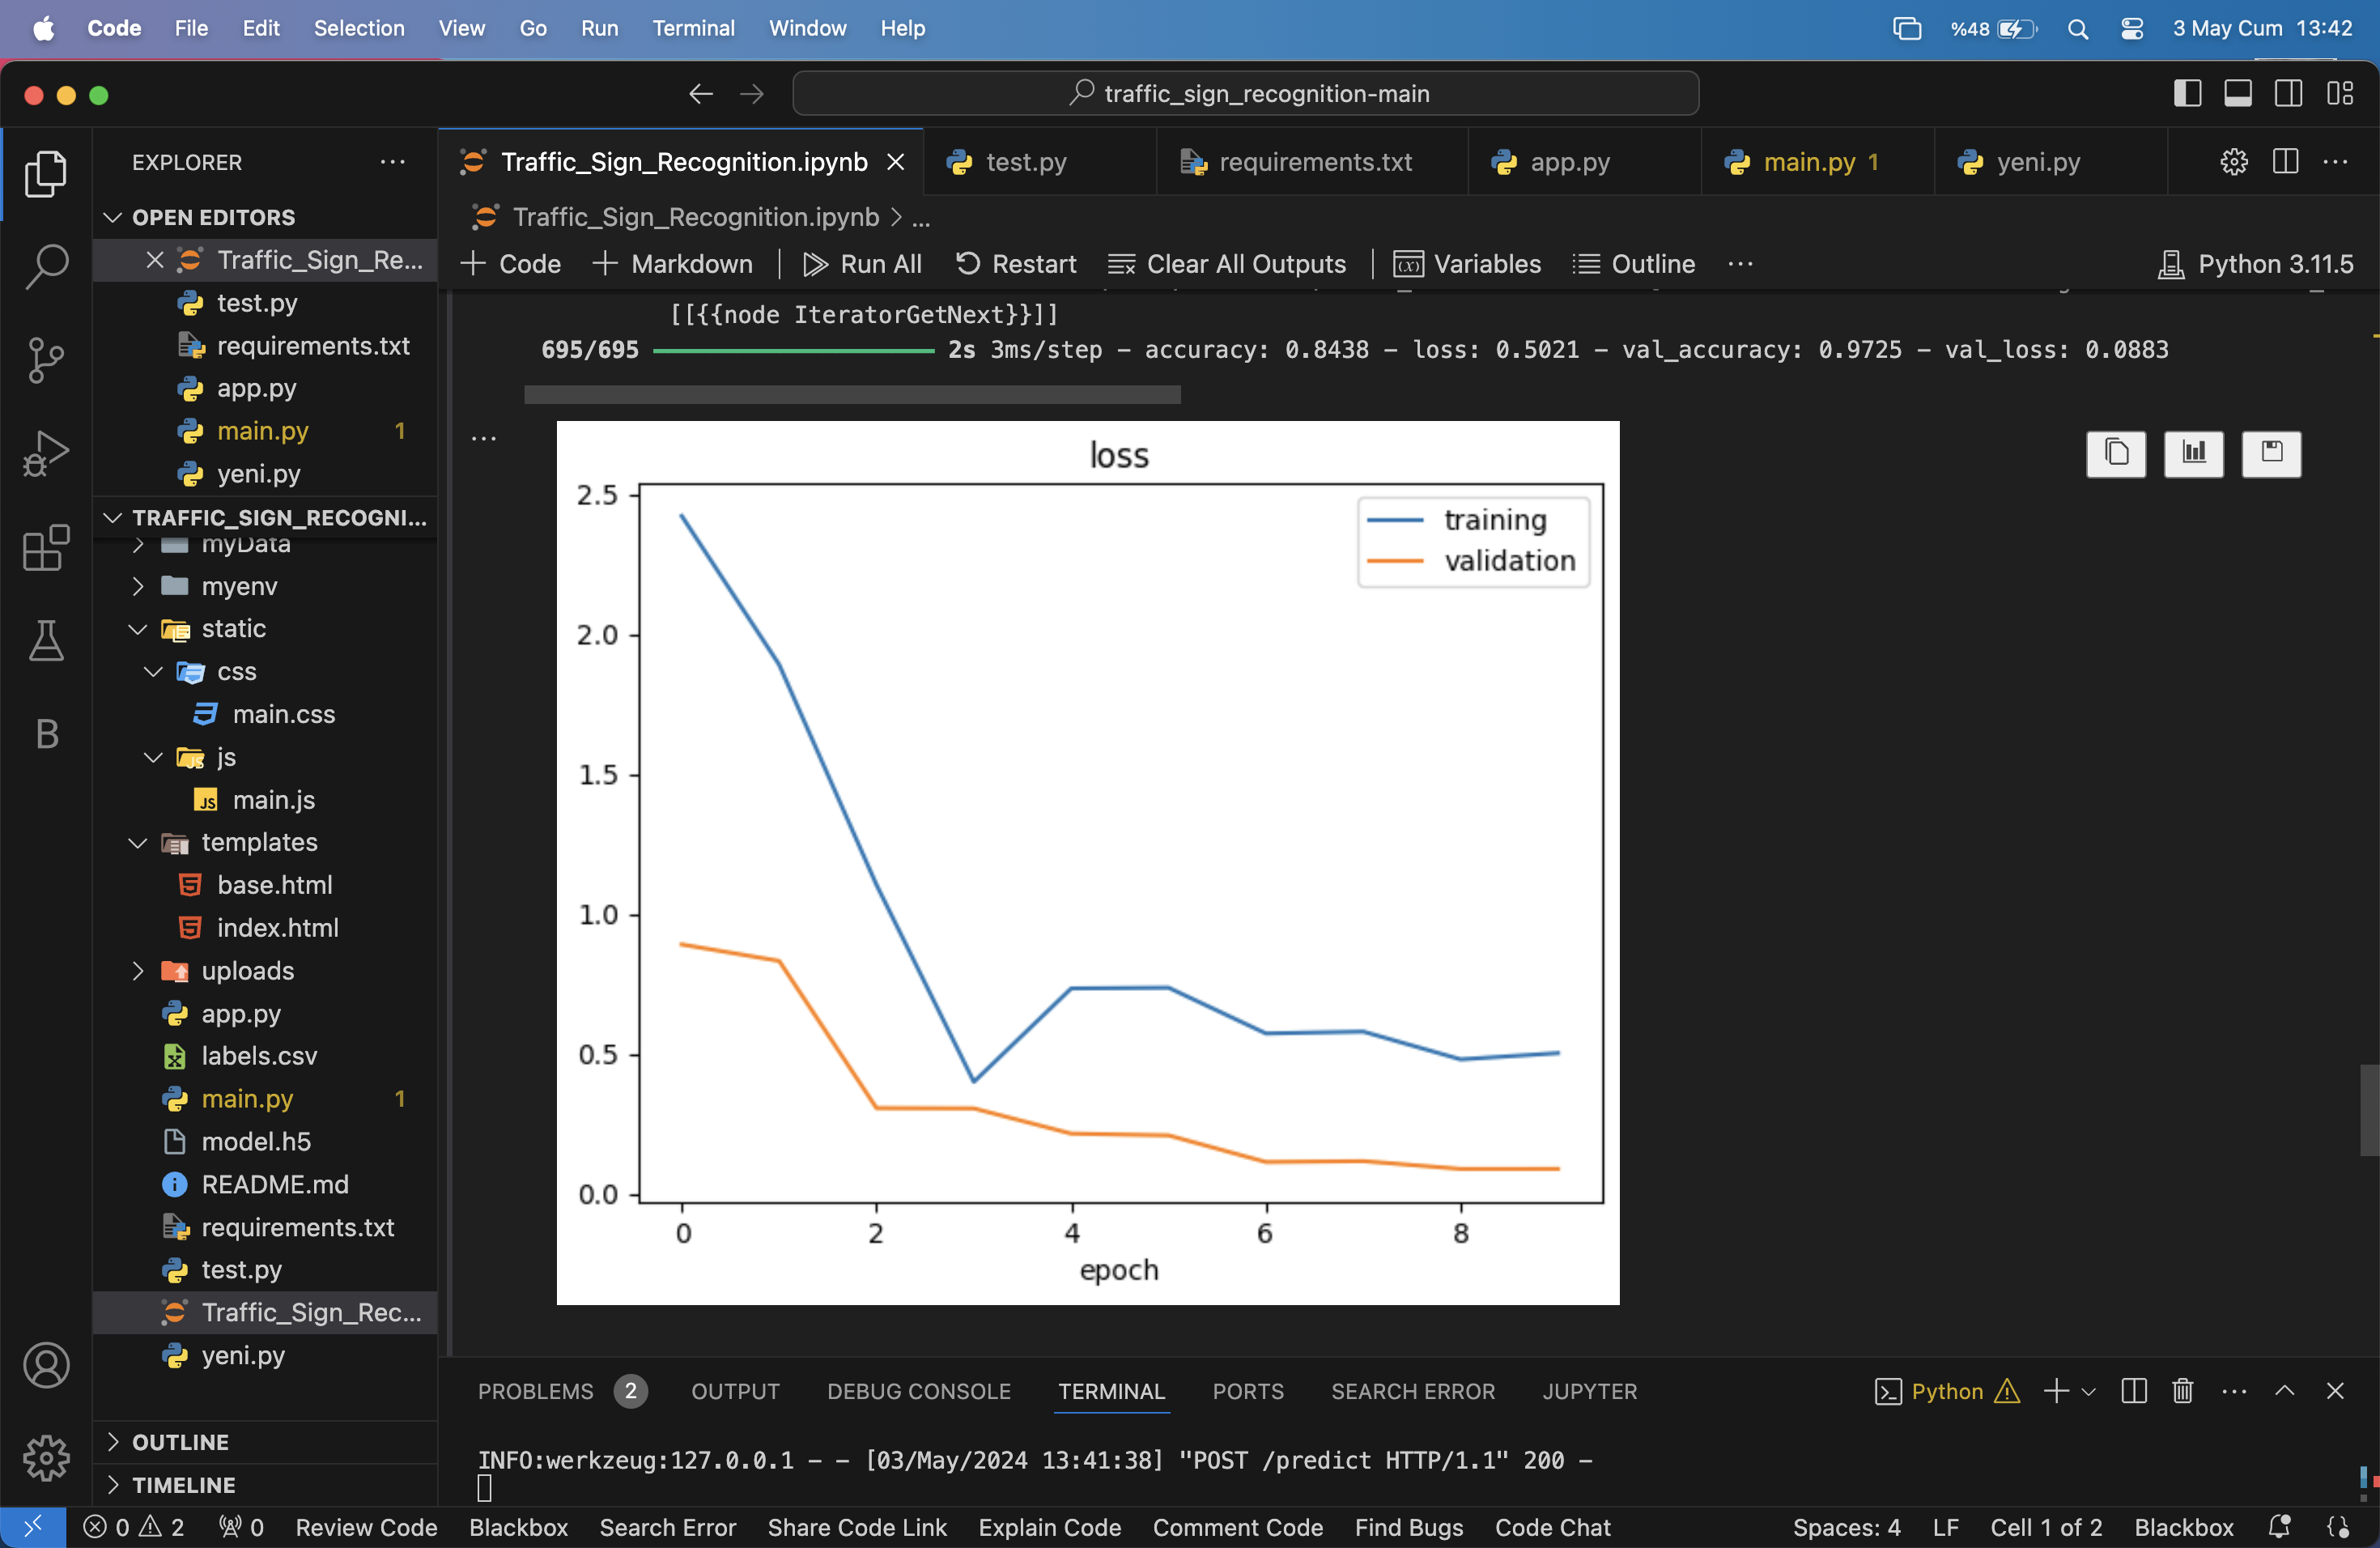 Code File Edit Selection View Go Run Terminal Window Help %48 3 May Cum 13:42
traffic_sign_recognition-main
EXPLORER
OPEN EDITORS
Traffic_Sign_Re...
test.py
requirements.txt
app.py
main.py 1
yeni.py
TRAFFIC_SIGN_RECOGNI...
myData
myenv
static
css
main.css
js
main.js
templates
base.html
index.html
uploads
app.py
labels.csv
main.py 1
model.h5
README.md
requirements.txt
test.py
Traffic_Sign_Rec...
yeni.py
OUTLINE
TIMELINE
Traffic_Sign_Recognition.ipynb test.py requirements.txt app.py main.py 1 yeni.py
Traffic_Sign_Recognition.ipynb > ...
Code Markdown Run All Restart Clear All Outputs Variables Outline ... Python 3.11.5
[[{{node IteratorGetNext}}]]
695/695 2s 3ms/step – accuracy: 0.8438 – loss: 0.5021 – val_accuracy: 0.9725 – val_loss: 0.0883
loss
training
validation
2.5
2.0
1.5
1.0
0.5
0.0
0 2 4 6 8
epoch
PROBLEMS 2 OUTPUT DEBUG CONSOLE TERMINAL PORTS SEARCH ERROR JUPYTER Python
INFO:werkzeug:127.0.0.1 – – [03/May/2024 13:41:38] "POST /predict HTTP/1.1" 200 –
0 2 0 Review Code Blackbox Search Error Share Code Link Explain Code Comment Code Find Bugs Code Chat Spaces: 4 LF Cell 1 of 2 Blackbox